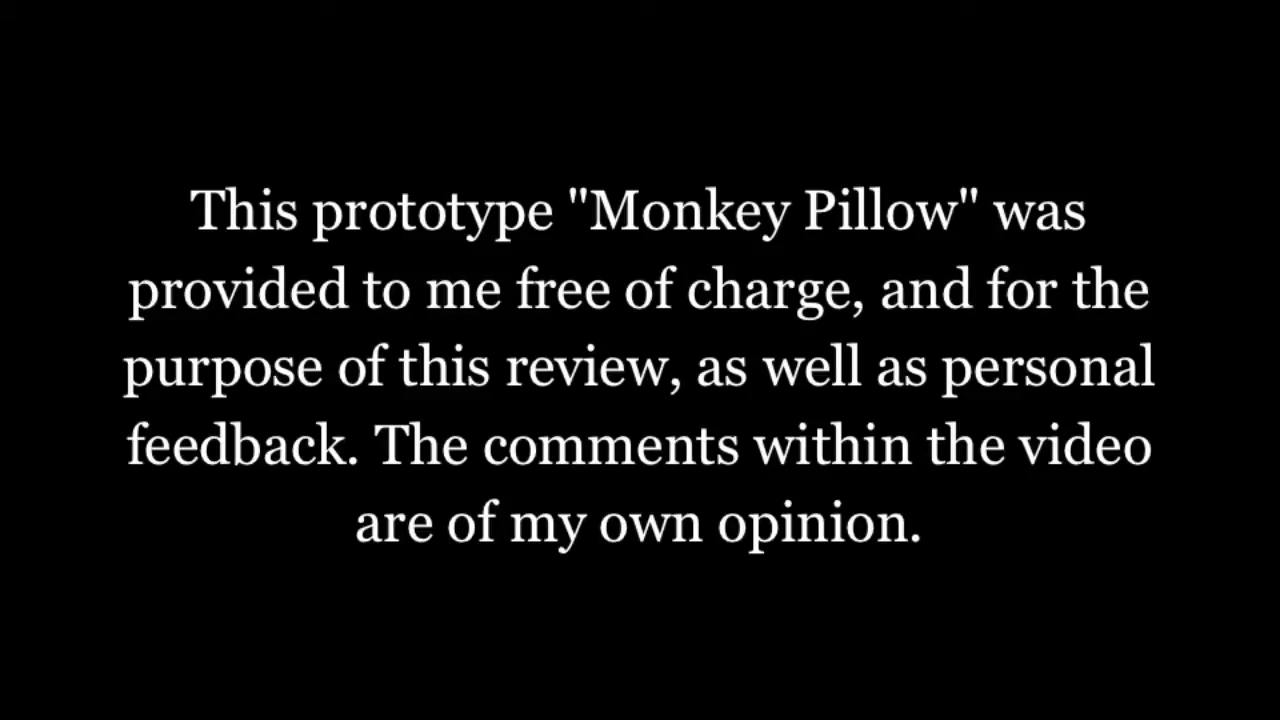 This prototype "Monkey Pillow" was
provided to me free of charge, and for the
purpose of this review, as well as personal
feedback. The comments within the video
are of my own opinion.